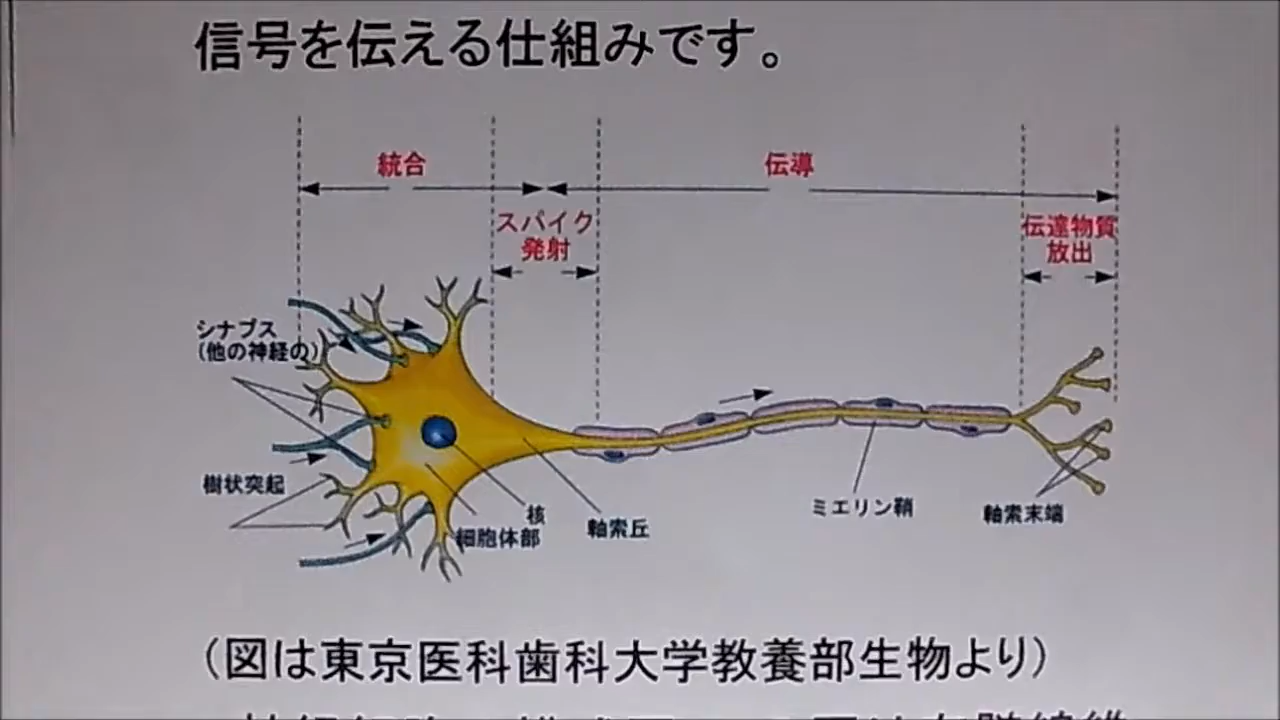 信号を伝える仕組みです。
統合
伝導
スパイク
発射
伝達物質
放出
シナプス
(他の神経の)
樹状突起
核
細胞体部
軸索丘
ミエリン鞘
軸索末端
(図は東京医科歯科大学教養部生物より)